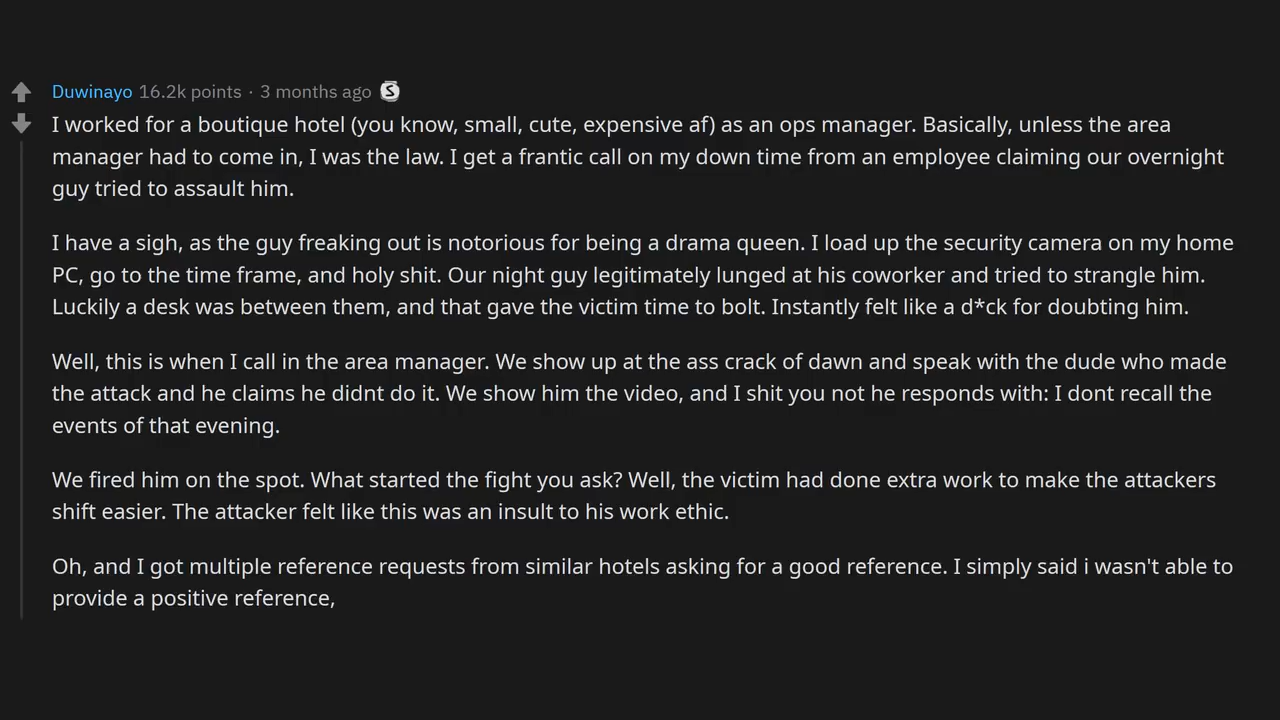 Duwinayo 16.2k points · 3 months ago S
I worked for a boutique hotel (you know, small, cute, expensive af) as an ops manager. Basically, unless the area
manager had to come in, I was the law. I get a frantic call on my down time from an employee claiming our overnight
guy tried to assault him.
I have a sigh, as the guy freaking out is notorious for being a drama queen. I load up the security camera on my home
PC, go to the time frame, and holy shit. Our night guy legitimately lunged at his coworker and tried to strangle him.
Luckily a desk was between them, and that gave the victim time to bolt. Instantly felt like a d*ck for doubting him.
Well, this is when I call in the area manager. We show up at the ass crack of dawn and speak with the dude who made
the attack and he claims he didnt do it. We show him the video, and I shit you not he responds with: I dont recall the
events of that evening.
We fired him on the spot. What started the fight you ask? Well, the victim had done extra work to make the attackers
shift easier. The attacker felt like this was an insult to his work ethic.
Oh, and I got multiple reference requests from similar hotels asking for a good reference. I simply said i wasn't able to
provide a positive reference,